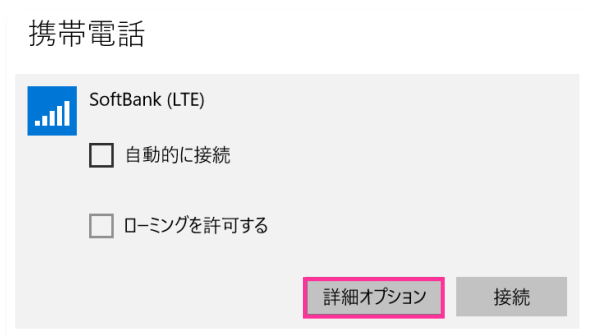 携帯電話
SoftBank (LTE)
自動的に接続
ローミングを許可する
詳細オプション
接続